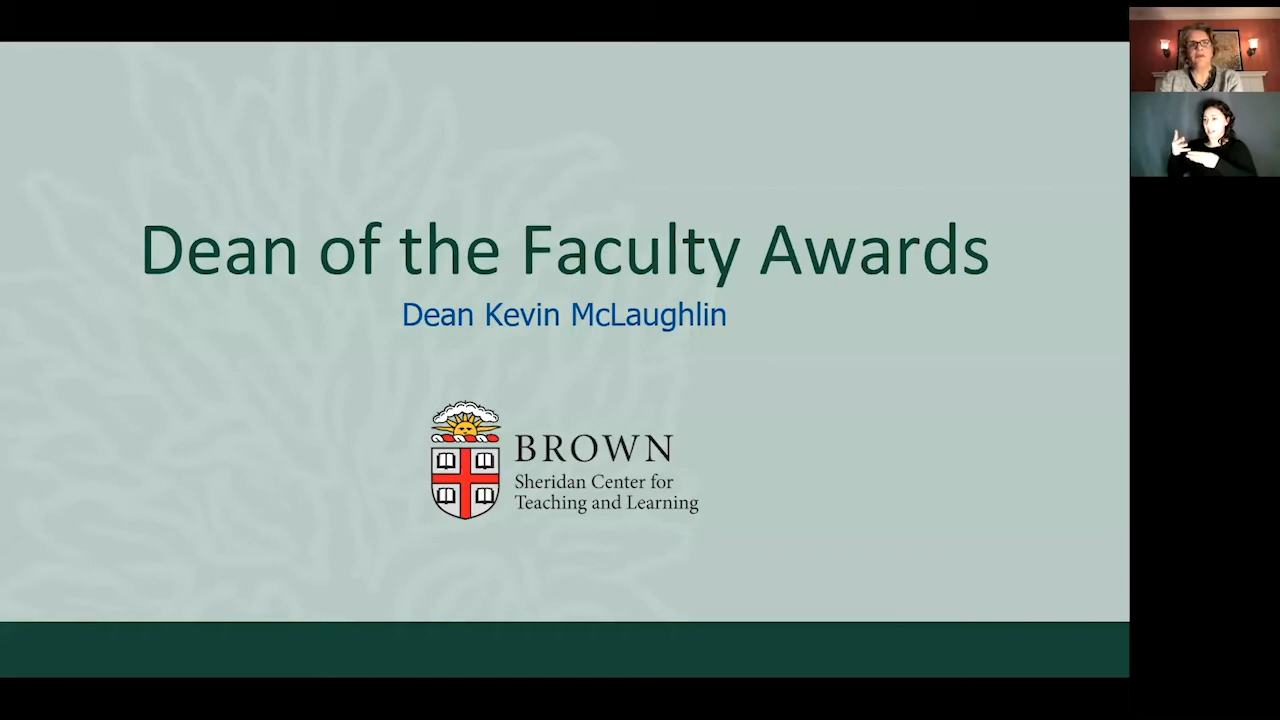 Dean of the Faculty Awards
Dean Kevin McLaughlin
BROWN
Sheridan Center for
Teaching and Learning